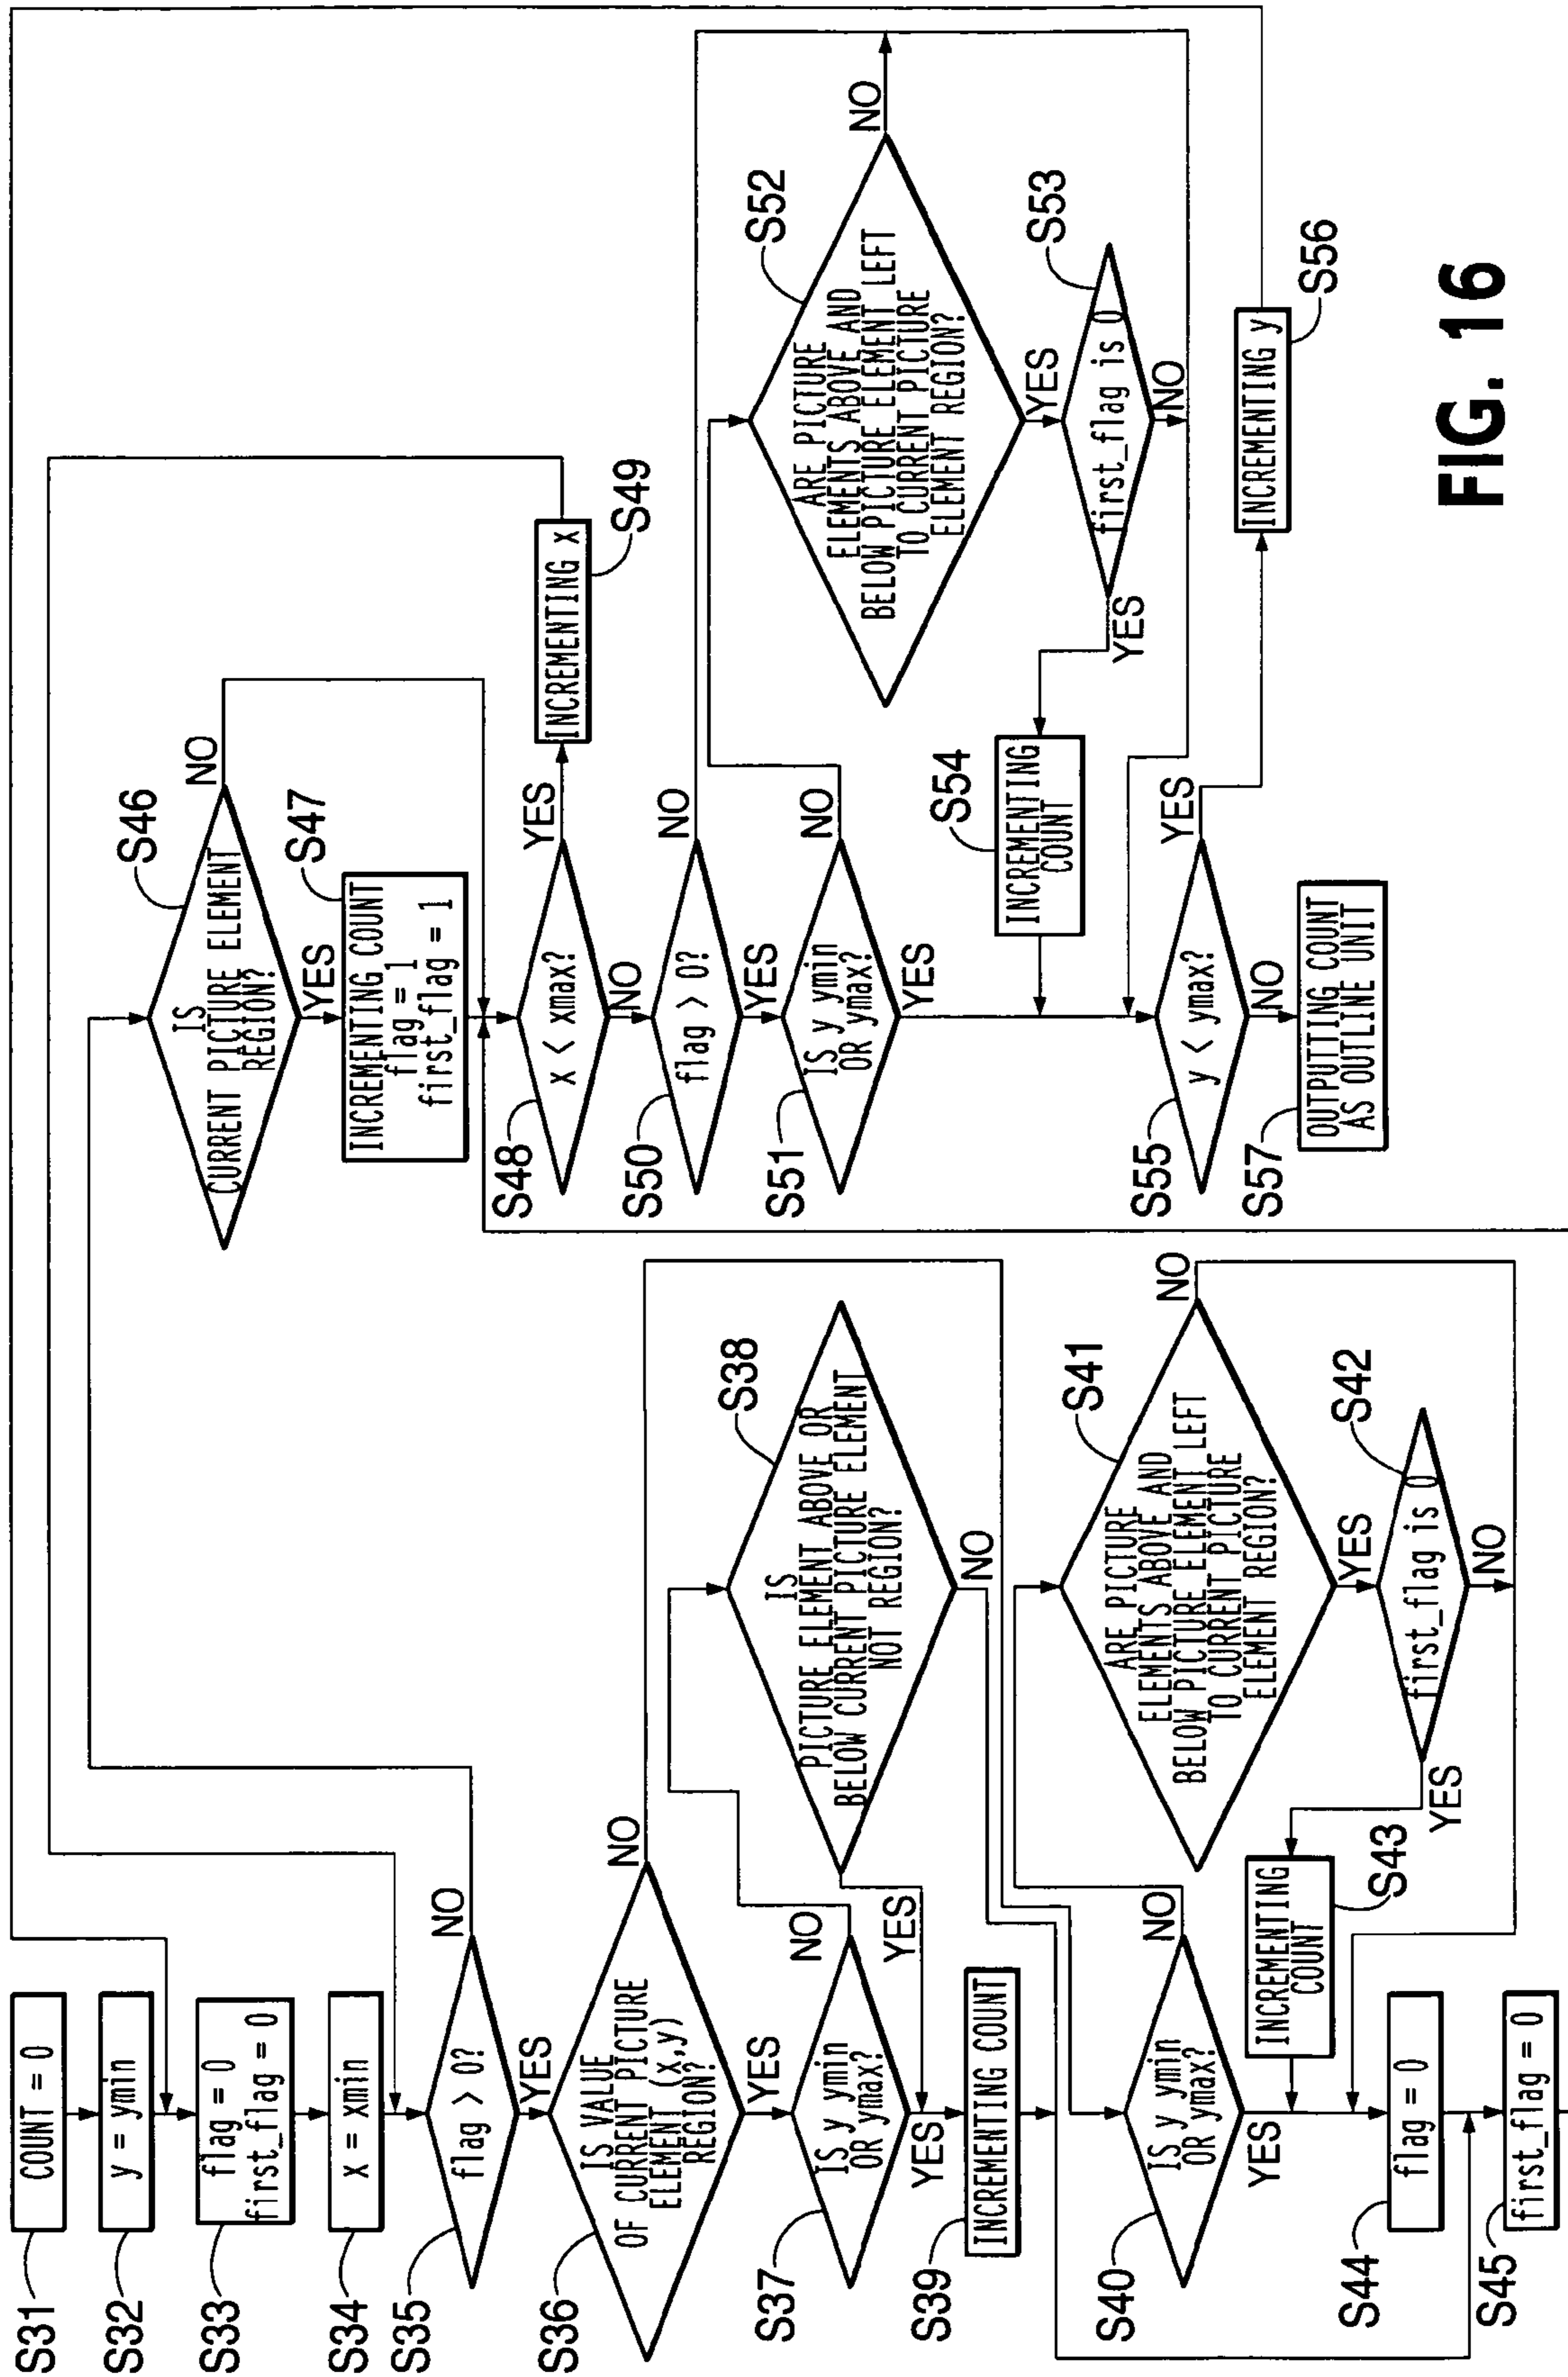 S31
COUNT = 0
S32
y = ymin
S33
flag = 0
first_flag = 0
S34
x = xmin
S35
flag > 0?
NO
YES
S36
IS VALUE
OF CURRENT PICTURE
ELEMENT (x,y)
REGION?
NO
YES
S37
IS y ymin
OR ymax?
NO
YES
S38
IS
PICTURE ELEMENT ABOVE OR
BELOW CURRENT PICTURE ELEMENT
NOT REGION?
YES
NO
S39
INCREMENTING COUNT
S40
IS y ymin
OR ymax?
NO
YES
S41
ARE PICTURE
ELEMENTS ABOVE AND
BELOW PICTURE ELEMENT LEFT
TO CURRENT PICTURE
ELEMENT REGION?
NO
YES
S42
first_flag is 0
YES
NO
S43
INCREMENTING
COUNT
S44
flag = 0
S45
first_flag = 0
S46
IS
CURRENT PICTURE ELEMENT
REGION?
NO
YES
S47
INCREMENTING COUNT
flag = 1
first_flag = 1
S48
x < xmax?
YES
NO
S49
INCREMENTING x
S50
flag > 0?
NO
YES
S51
IS y ymin
OR ymax?
NO
YES
S52
ARE PICTURE
ELEMENTS ABOVE AND
BELOW PICTURE ELEMENT LEFT
TO CURRENT PICTURE
ELEMENT REGION?
NO
YES
S53
first_flag is 0
YES
NO
S54
INCREMENTING
COUNT
S55
y < ymax?
YES
NO
S56
INCREMENTING y
S57
OUTPUTTING COUNT
AS OUTLINE UNIT
FIG. 16